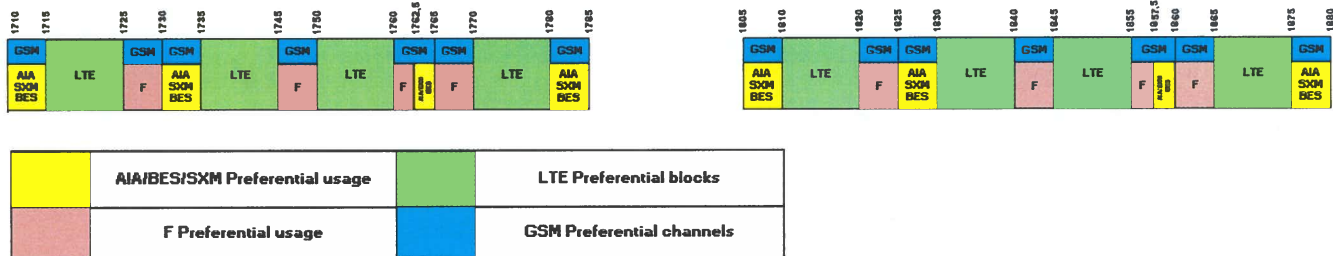 1710 1715 1725 1730 1735 1745 1750 1760 1762,5 1765 1770 1780 1785 1805 1810 1820 1825 1830 1840 1845 1855 1857,5 1860 1865 1875 1880
GSM GSM GSM GSM GSM GSM GSM GSM GSM GSM GSM GSM GSM GSM
AIA SXM BES LTE F AIA SXM BES LTE F LTE F F LTE AIA SXM BES AIA SXM BES LTE F AIA SXM BES LTE F LTE F F LTE AIA SXM BES
AIA/BES/SXM Preferential usage LTE Preferential blocks
F Preferential usage GSM Preferential channels